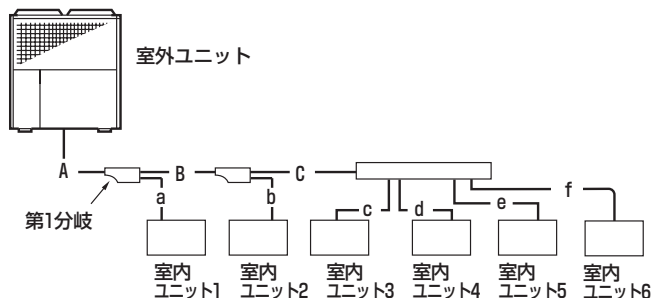 室外ユニット
A
B
C
a
b
c
d
e
f
第1分岐
室内
ユニット1
室内
ユニット2
室内
ユニット3
室内
ユニット4
室内
ユニット5
室内
ユニット6